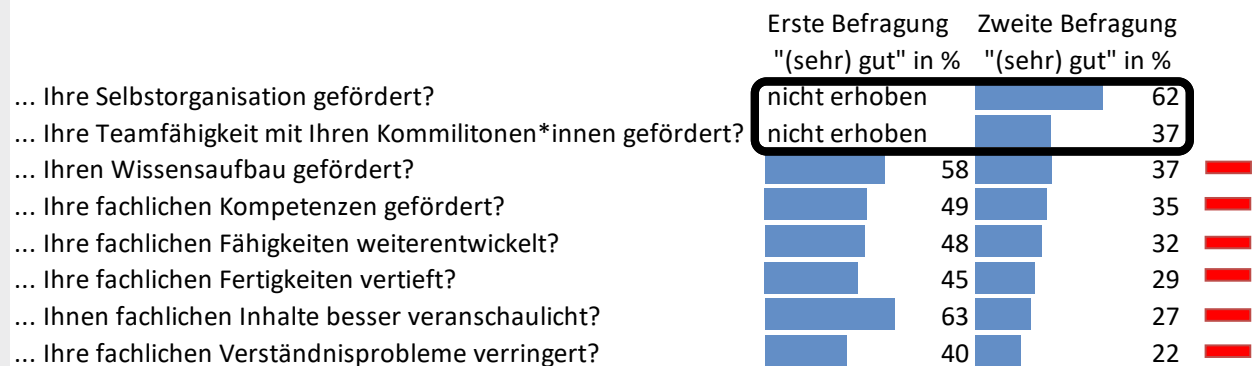 Erste Befragung Zweite Befragung
"(sehr) gut" in % "(sehr) gut" in %
... Ihre Selbstorganisation gefördert? nicht erhoben 62
... Ihre Teamfähigkeit mit Ihren Kommilitonen*innen gefördert? nicht erhoben 37
... Ihren Wissensaufbau gefördert? 58 37
... Ihre fachlichen Kompetenzen gefördert? 49 35
... Ihre fachlichen Fähigkeiten weiterentwickelt? 48 32
... Ihre fachlichen Fertigkeiten vertieft? 45 29
... Ihnen fachlichen Inhalte besser veranschaulicht? 63 27
... Ihre fachlichen Verständnisprobleme verringert? 40 22